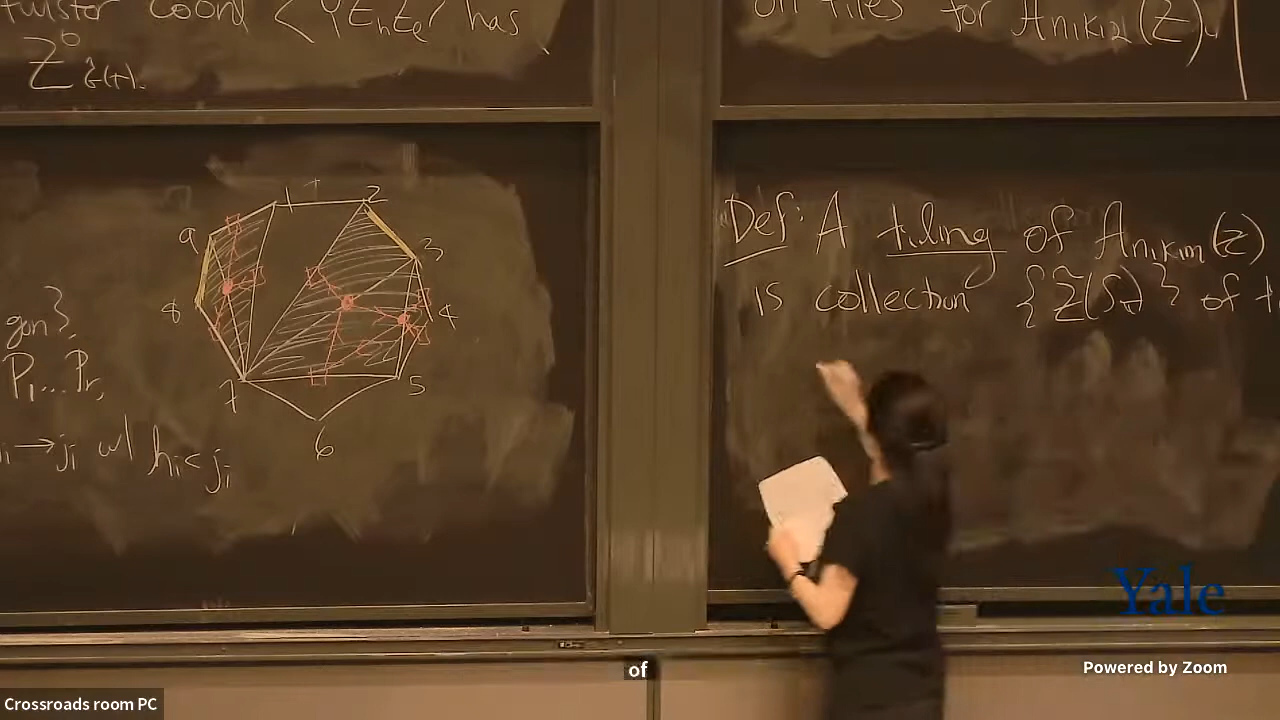 twistor coord < Y Z_h Z_l > has
Z
on tiles for A_{n,k,2}(Z)
1
2
3
4
5
6
7
8
9
gon}
P_1...P_r,
→ j_i w/ h_i < j_i
Def: A tiling of A_{n,k,m}(Z)
is collection { Z̃(S_π) } of t
of
Yale
Powered by Zoom
Crossroads room PC